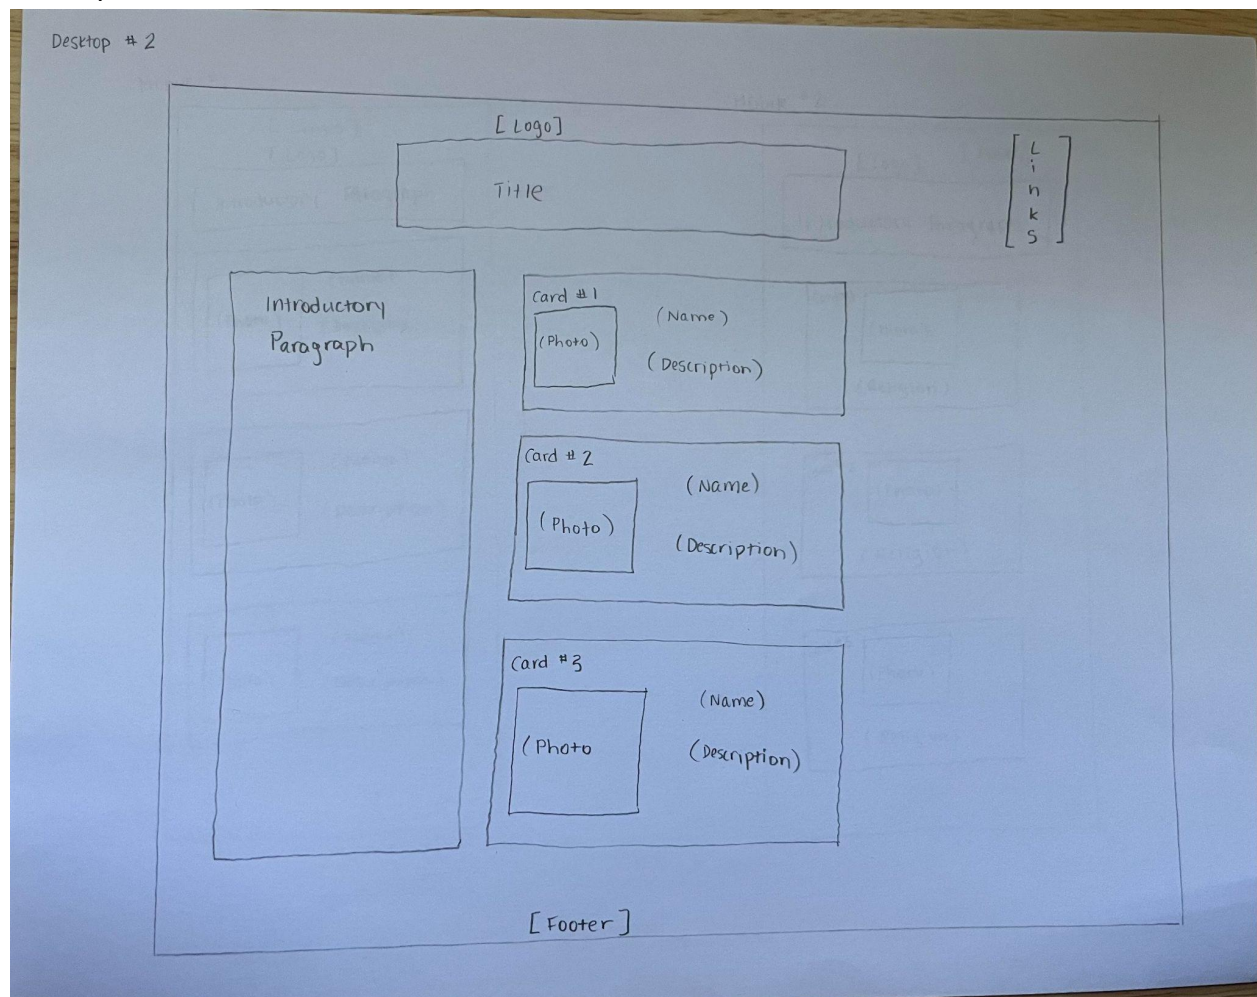 Desktop # 2
[ Logo ]
Title
[ Links ]
Introductory
Paragraph
Card # 1
(Photo)
(Name)
(Description)
Card # 2
(Photo)
(Name)
(Description)
Card # 3
(Photo
(Name)
(Description)
[ Footer ]